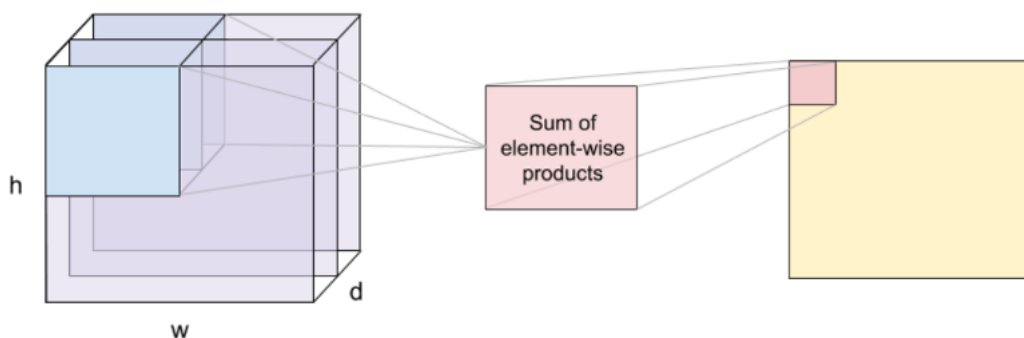 h
w
d
Sum of
element-wise
products